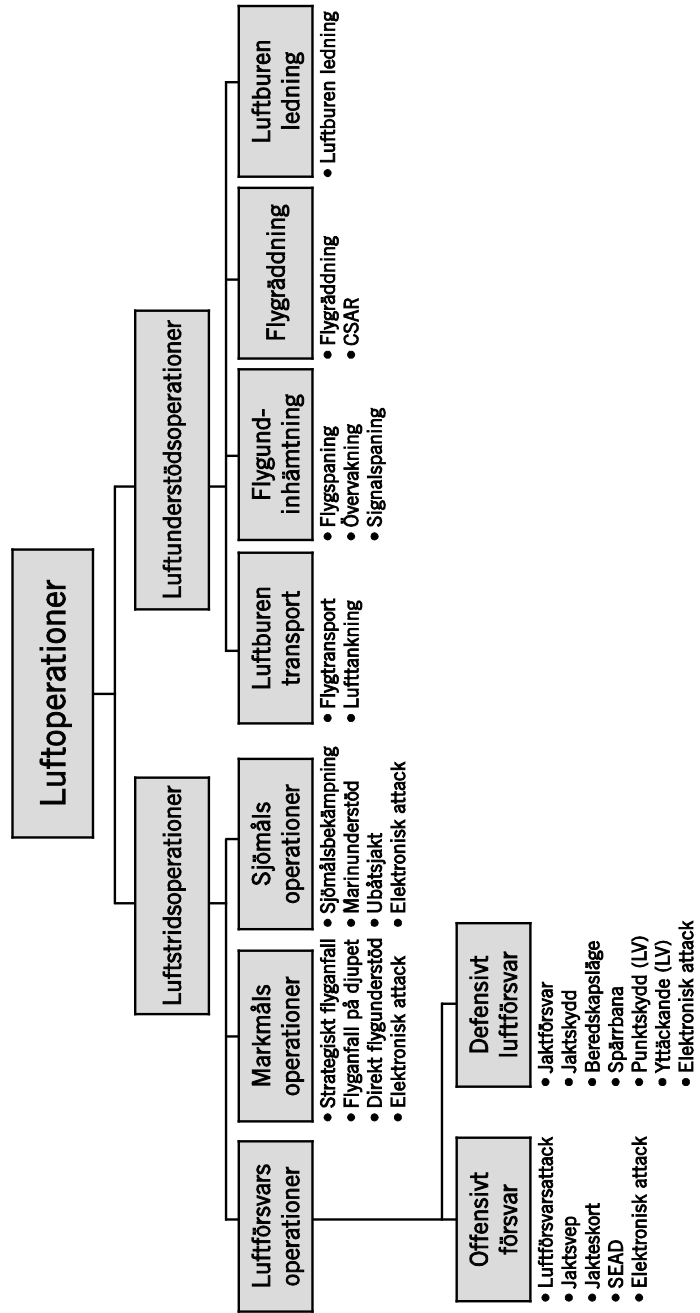 Luftoperationer
Luftstridsoperationer
Luftunderstödsoperationer
Luftförsvars
operationer
Markmåls
operationer
• Strategiskt flyganfall
• Flyganfall på djupet
• Direkt flygunderstöd
• Elektronisk attack
Sjömåls
operationer
• Sjömålsbekämpning
• Marinunderstöd
• Ubåtsjakt
• Elektronisk attack
Luftburen
transport
• Flygtransport
• Lufttankning
Flygund-
inhämtning
• Flygspaning
• Övervakning
• Signalspaning
Flygräddning
• Flygräddning
• CSAR
Luftburen
ledning
• Luftburen ledning
Offensivt
försvar
• Luftförsvarsattack
• Jaktsvep
• Jakteskort
• SEAD
• Elektronisk attack
Defensivt
luftförsvar
• Jaktförsvar
• Jaktskydd
• Beredskapsläge
• Spärrbana
• Punktskydd (LV)
• Yttäckande (LV)
• Elektronisk attack